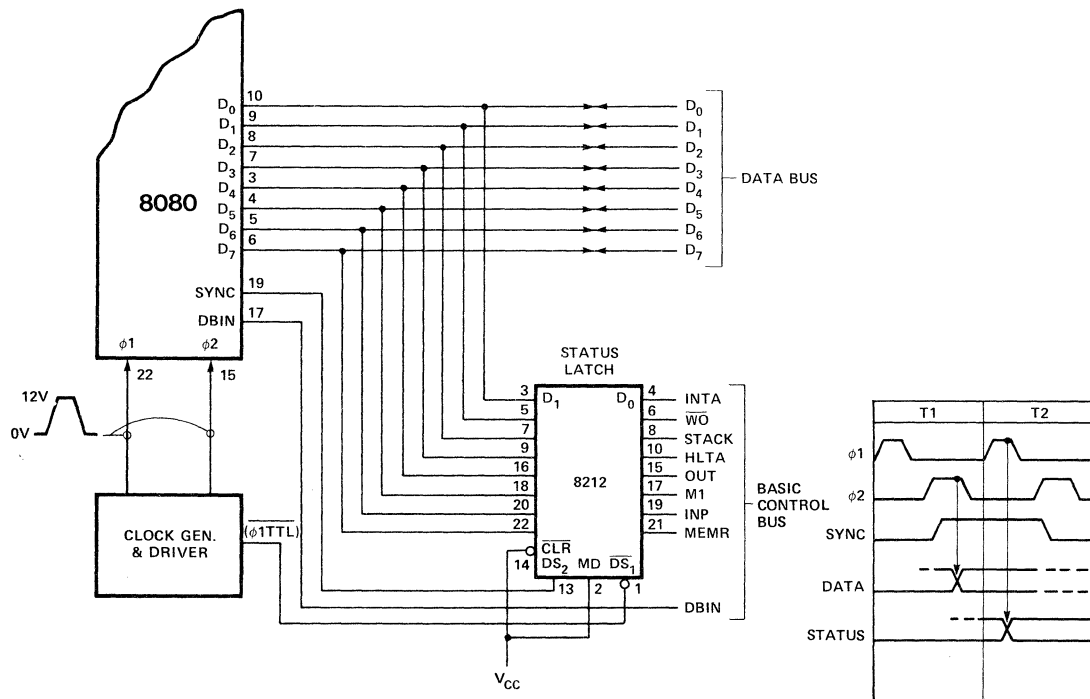 8080
D0 10
D1 9
D2 8
D3 7
D4 3
D5 4
D6 5
D7 6
SYNC 19
DBIN 17
φ1 φ2
22 15
D0
D1
D2
D3
D4
D5
D6
D7
DATA BUS
12V
0V
CLOCK GEN.
& DRIVER
(φ1TTL)
STATUS
LATCH
3 D1 D0 4 INTA
5 6 WO
7 8 STACK
9 10 HLTA
16 15 OUT
18 8212 17 M1
20 19 INP
22 21 MEMR
CLR
14 DS2 MD DS1
13 2 1
DBIN
VCC
BASIC
CONTROL
BUS
T1 T2
φ1
φ2
SYNC
DATA
STATUS